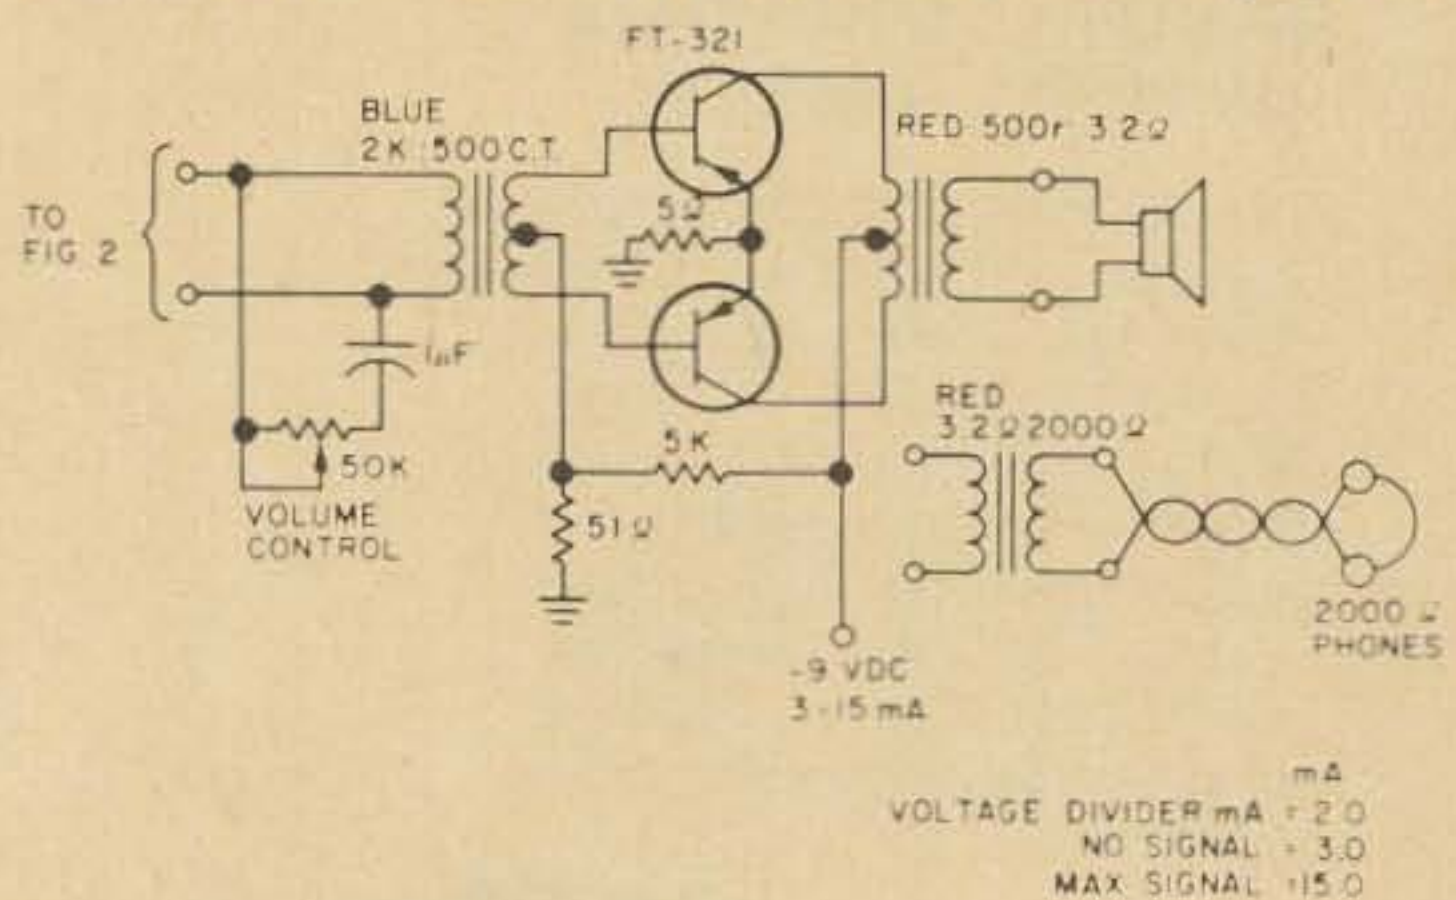 FT-321
BLUE
2K : 500 C.T.
RED 500r 3.2Ω
TO
FIG 2
5Ω
1μF
RED
3.2Ω 2000Ω
5K
50K
VOLUME
CONTROL
51Ω
2000 Ω
PHONES
-9 VDC
3-15 mA
mA
VOLTAGE DIVIDER mA = 2.0
NO SIGNAL = 3.0
MAX SIGNAL = 15.0